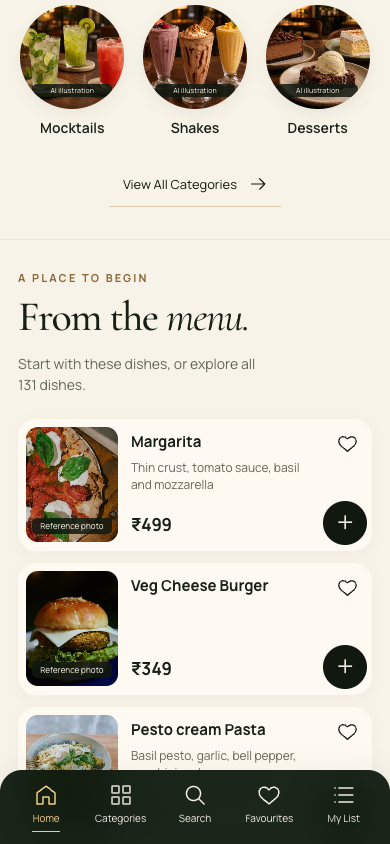 AI illustration
AI illustration
AI illustration
Mocktails
Shakes
Desserts
View All Categories
A PLACE TO BEGIN
From the menu.
Start with these dishes, or explore all
131 dishes.
Margarita
Thin crust, tomato sauce, basil
and mozzarella
Reference photo
₹499
Veg Cheese Burger
Reference photo
₹349
Pesto cream Pasta
Basil pesto, garlic, bell pepper,
Home
Categories
Search
Favourites
My List